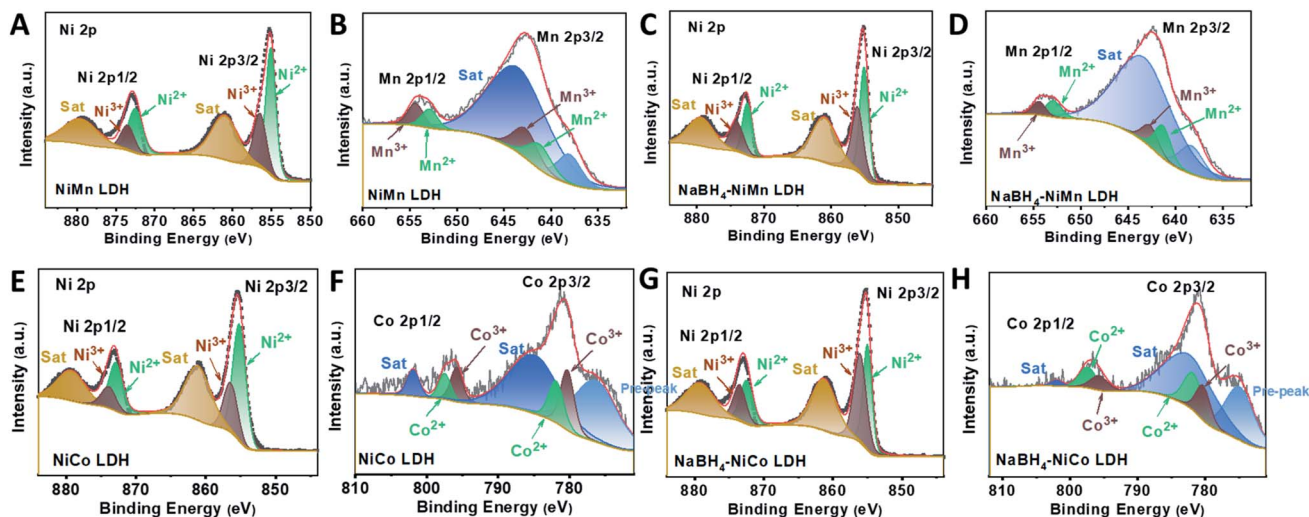 A
Ni 2p
Ni 2p3/2
Ni 2p1/2
Ni²⁺
Ni³⁺
Ni²⁺
Sat
Ni³⁺
Sat
NiMn LDH
880 875 870 865 860 855 850
Binding Energy (eV)
Intensity (a.u.)
B
Mn 2p3/2
Mn 2p1/2
Sat
Mn³⁺
Mn²⁺
Mn³⁺
Mn²⁺
NiMn LDH
660 655 650 645 640 635
Binding Energy (eV)
Intensity (a.u.)
C
Ni 2p
Ni 2p3/2
Ni 2p1/2
Ni³⁺
Ni²⁺
Ni³⁺
Ni²⁺
Sat
Sat
NaBH₄-NiMn LDH
880 870 860 850
Binding Energy (eV)
Intensity (a.u.)
D
Mn 2p3/2
Mn 2p1/2
Sat
Mn²⁺
Mn³⁺
Mn²⁺
Mn³⁺
NaBH₄-NiMn LDH
660 655 650 645 640 635
Binding Energy (eV)
Intensity (a.u.)
E
Ni 2p
Ni 2p3/2
Ni 2p1/2
Ni³⁺
Ni²⁺
Sat
Ni³⁺
Ni²⁺
Sat
NiCo LDH
880 870 860 850
Binding Energy (eV)
Intensity (a.u.)
F
Co 2p3/2
Co 2p1/2
Co³⁺
Sat
Co³⁺
Sat
Pre-peak
Co²⁺
Co²⁺
NiCo LDH
810 800 790 780 770
Binding Energy (eV)
Intensity (a.u.)
G
Ni 2p
Ni 2p3/2
Ni 2p1/2
Ni³⁺
Ni²⁺
Ni³⁺
Ni²⁺
Sat
Sat
NaBH₄-NiCo LDH
880 870 860 850
Binding Energy (eV)
Intensity (a.u.)
H
Co 2p3/2
Co 2p1/2
Co²⁺
Sat
Co³⁺
Sat
Pre-peak
Co³⁺
Co²⁺
NaBH₄-NiCo LDH
810 800 790 780 770
Binding Energy (eV)
Intensity (a.u.)